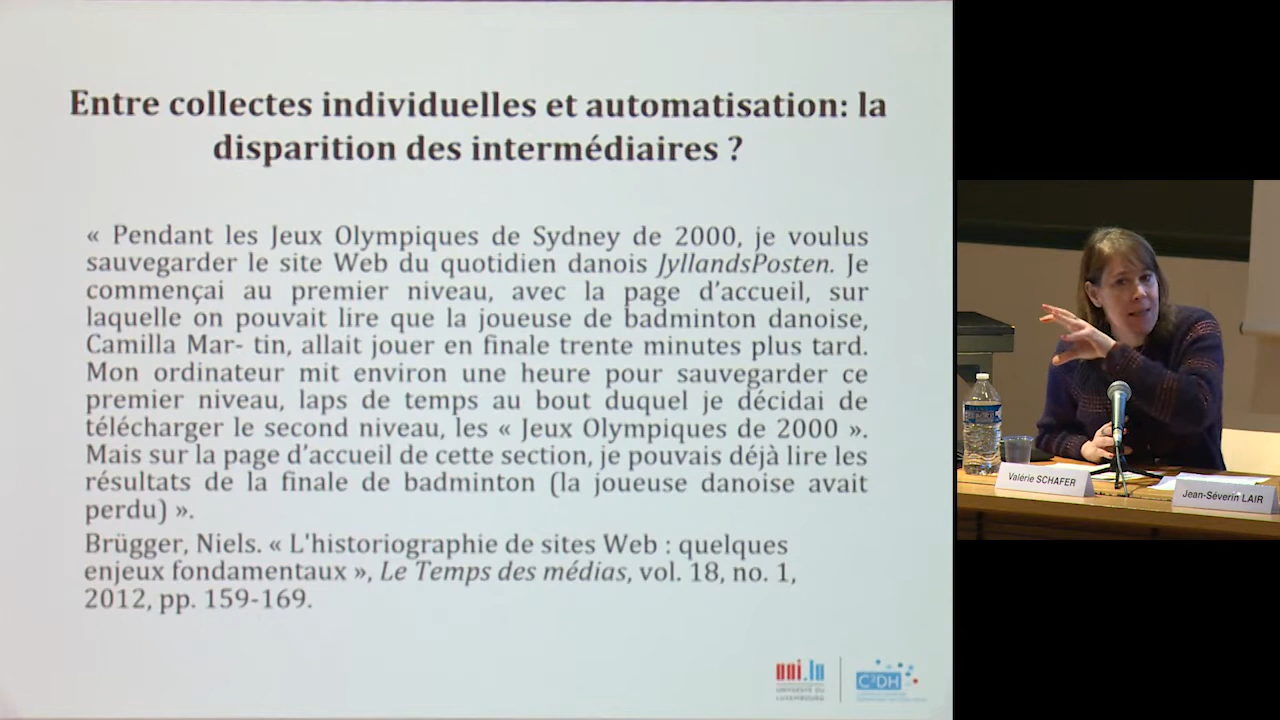 Entre collectes individuelles et automatisation: la
disparition des intermédiaires ?
« Pendant les Jeux Olympiques de Sydney de 2000, je voulus
sauvegarder le site Web du quotidien danois JyllandsPosten. Je
commençai au premier niveau, avec la page d'accueil, sur
laquelle on pouvait lire que la joueuse de badminton danoise,
Camilla Mar- tin, allait jouer en finale trente minutes plus tard.
Mon ordinateur mit environ une heure pour sauvegarder ce
premier niveau, laps de temps au bout duquel je décidai de
télécharger le second niveau, les « Jeux Olympiques de 2000 ».
Mais sur la page d'accueil de cette section, je pouvais déjà lire les
résultats de la finale de badminton (la joueuse danoise avait
perdu) ».
Brügger, Niels. « L'historiographie de sites Web : quelques
enjeux fondamentaux », Le Temps des médias, vol. 18, no. 1,
2012, pp. 159-169.
uni.lu
UNIVERSITÉ DU
LUXEMBOURG
C²DH
Valérie SCHAFER
Jean-Séverin LAIR